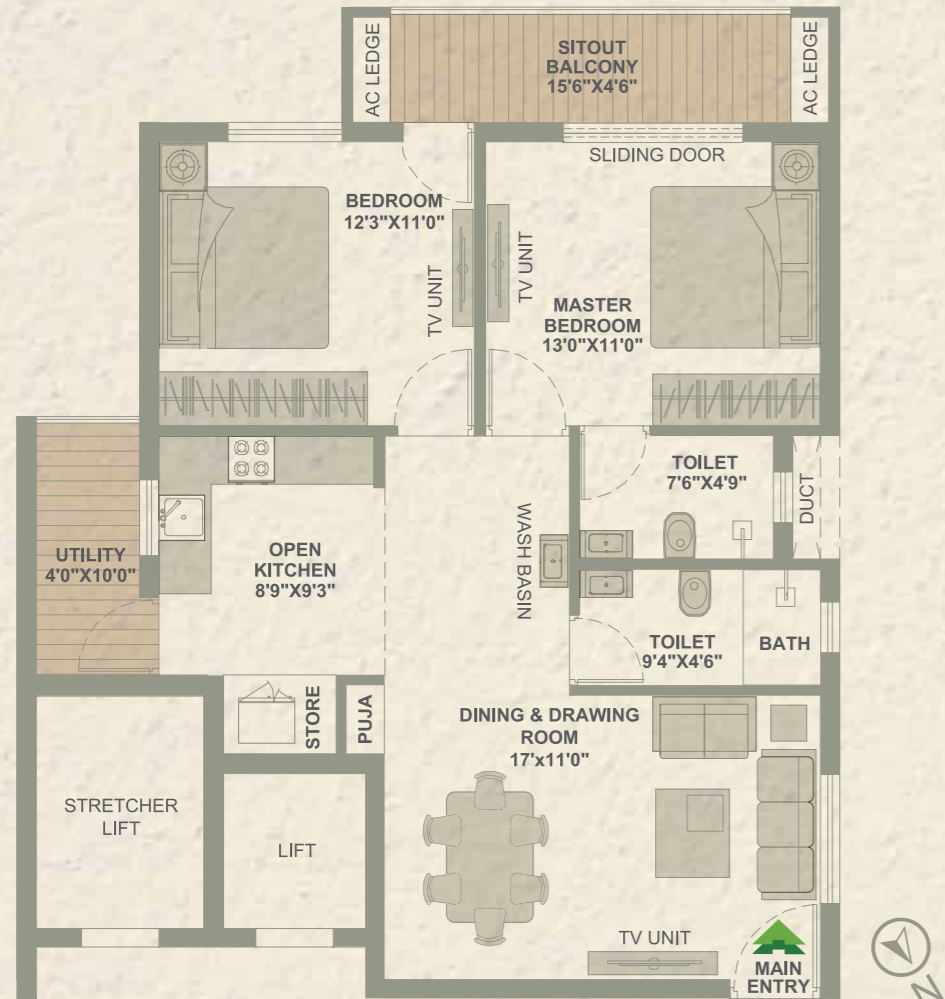 AC LEDGE
SITOUT
BALCONY
15'6"X4'6"
AC LEDGE
SLIDING DOOR
BEDROOM
12'3"X11'0"
TV UNIT
TV UNIT
MASTER
BEDROOM
13'0"X11'0"
TOILET
7'6"X4'9"
DUCT
WASH BASIN
UTILITY
4'0"X10'0"
OPEN
KITCHEN
8'9"X9'3"
TOILET
9'4"X4'6"
BATH
STORE
PUJA
DINING & DRAWING
ROOM
17'x11'0"
STRETCHER
LIFT
LIFT
TV UNIT
MAIN
ENTRY
N